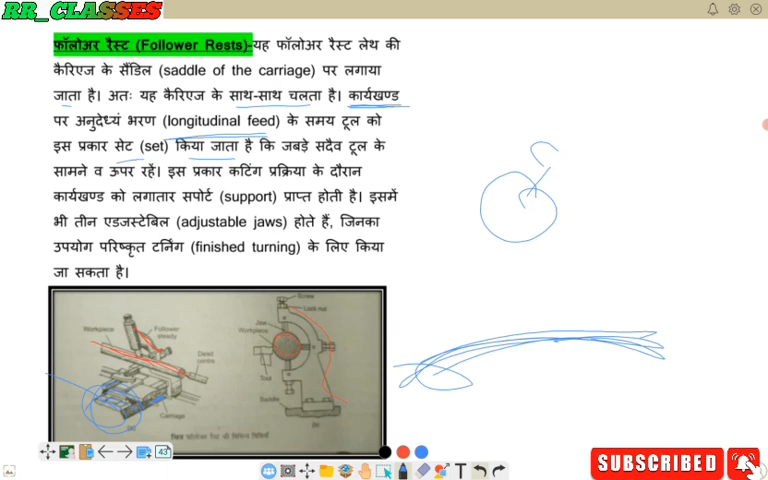 RR_CLASSES
फॉलोअर रैस्ट (Follower Rests)-यह फॉलोअर रैस्ट लेथ की
कैरिएज के सैंडिल (saddle of the carriage) पर लगाया
जाता है। अतः यह कैरिएज के साथ-साथ चलता है। कार्यखण्ड
पर अनुदेध्यं भरण (longitudinal feed) के समय टूल को
इस प्रकार सेट (set) किया जाता है कि जबड़े सदैव टूल के
सामने व ऊपर रहें। इस प्रकार कटिंग प्रक्रिया के दौरान
कार्यखण्ड को लगातार सपोर्ट (support) प्राप्त होती है। इसमें
भी तीन एडजस्टेबिल (adjustable jaws) होते हैं, जिनका
उपयोग परिष्कृत टर्निंग (finished turning) के लिए किया
जा सकता है।
Screw
Lock nut
Workpiece
Follower
steady
Jaw
Workpiece
Dead
centre
Tool
Saddle
Carriage
(a)
(b)
चित्र फॉलोअर रैस्ट की विभिन्न स्थितियाँ
43
T
SUBSCRIBED